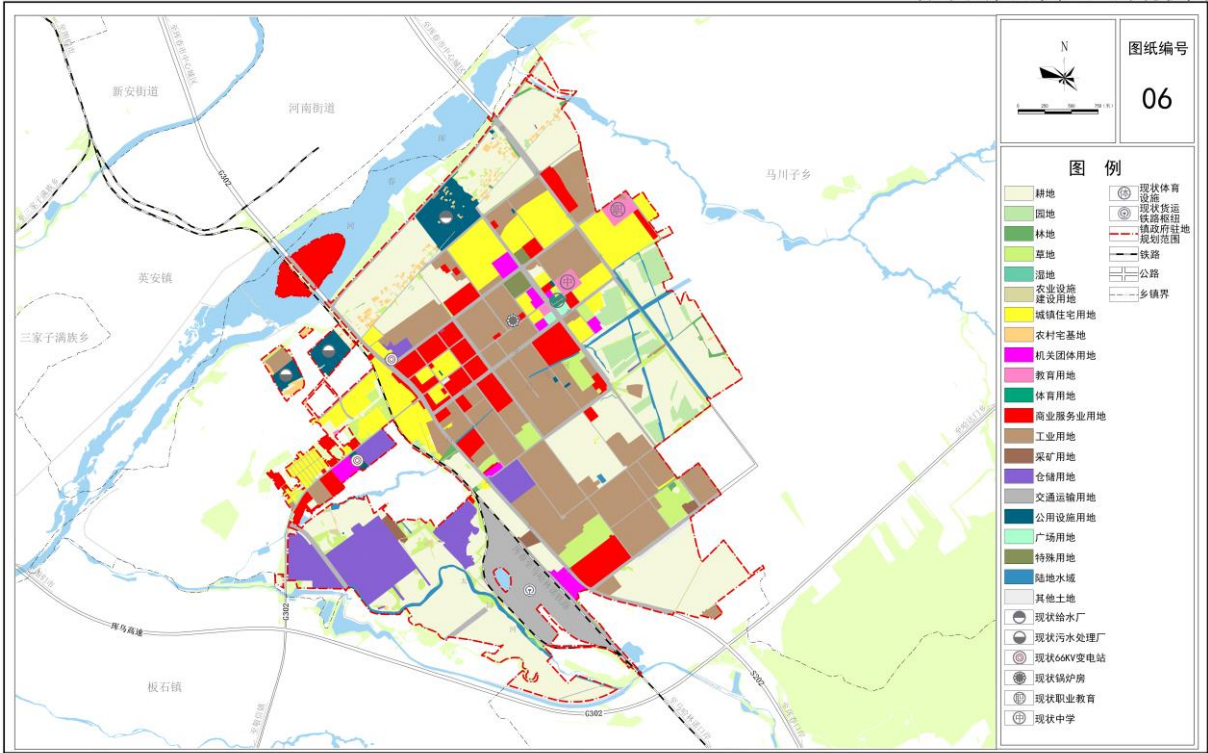 图纸编号
06
N
图 例
耕地
园地
林地
草地
湿地
农业设施
建设用地
城镇住宅用地
农村宅基地
机关团体用地
教育用地
体育用地
商业服务业用地
工业用地
采矿用地
仓储用地
交通运输用地
公用设施用地
广场用地
特殊用地
陆地水域
其他土地
现状给水厂
现状污水处理厂
现状66KV变电站
现状锅炉房
现状职业教育
现状中学
现状体育
设施
现状货运
铁路枢纽
镇政府驻地
规划范围
铁路
公路
乡镇界
新安街道
河南街道
马川子乡
英安镇
三家子满族乡
板石镇
G302
G302
G302
S202
珲乌高速
珲
春
河
职
中